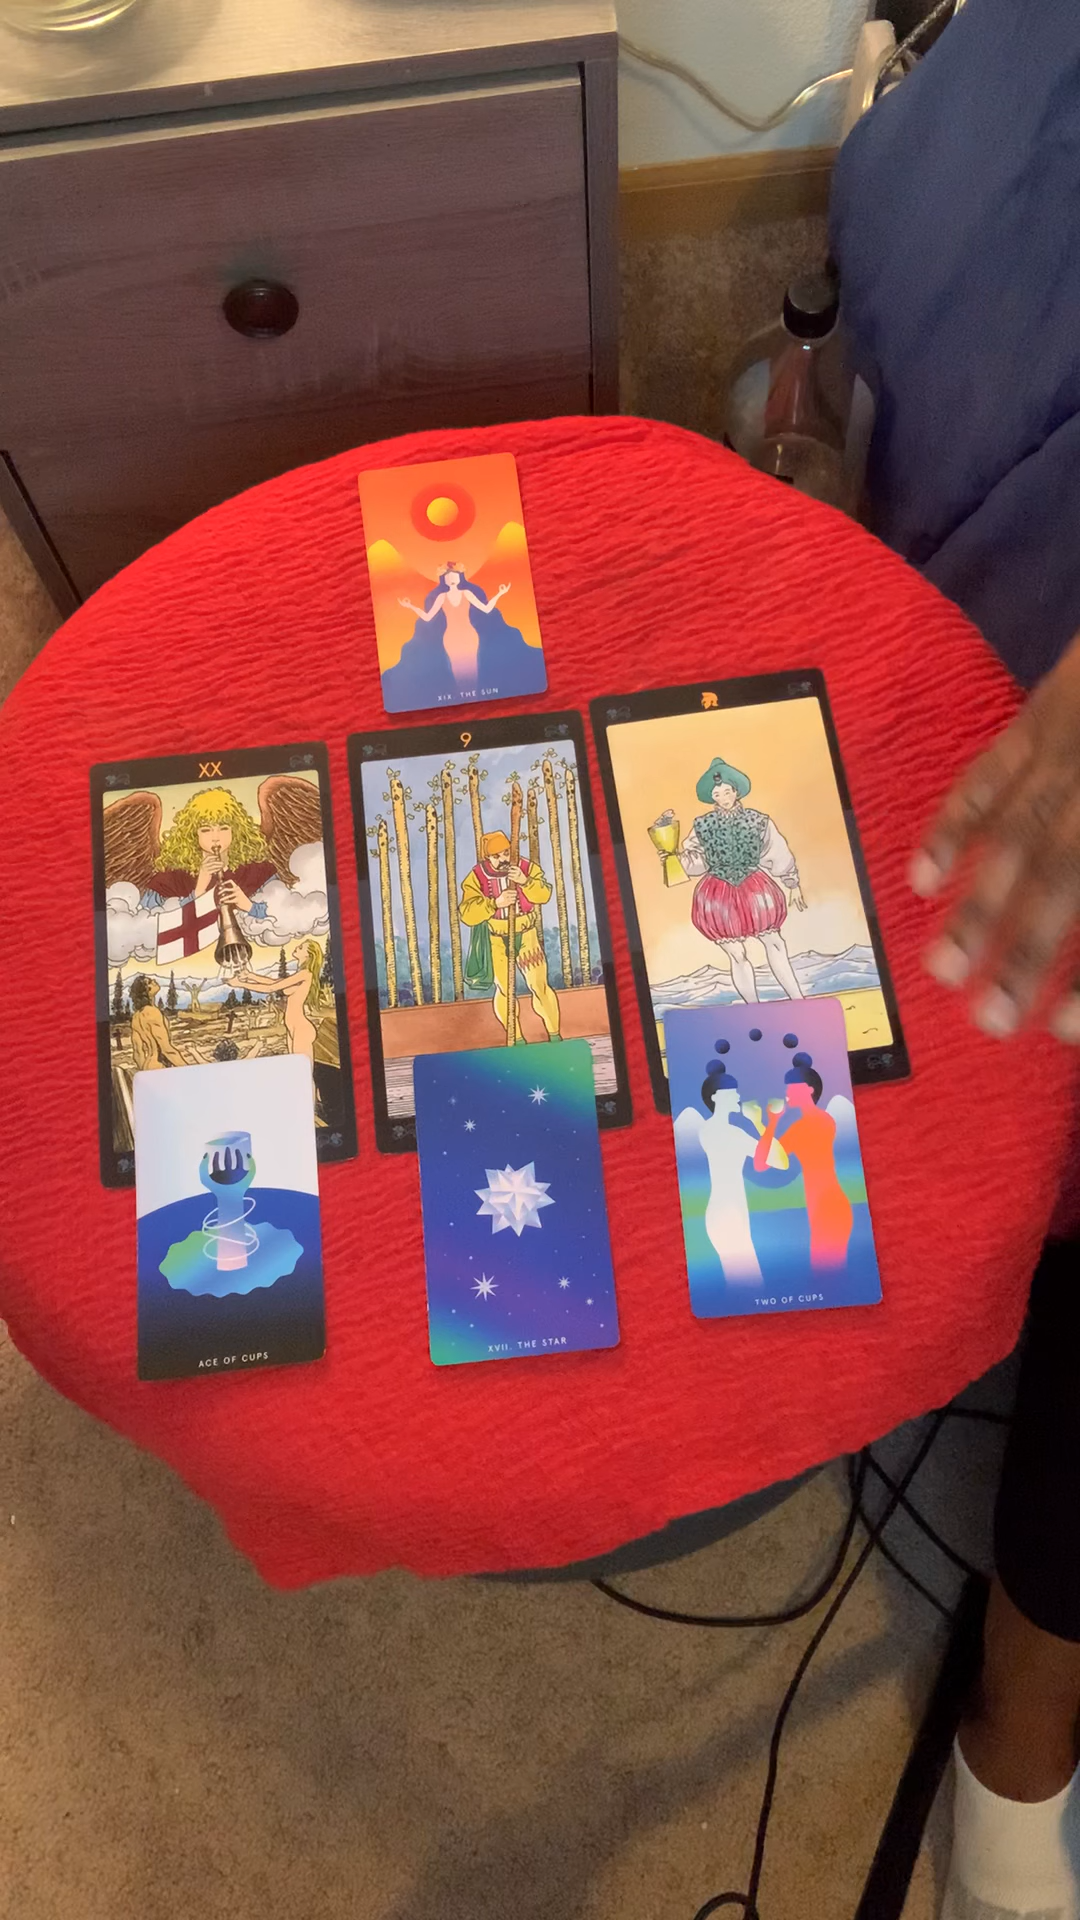 XIX. THE SUN
XX
9
ACE OF CUPS
XVII. THE STAR
TWO OF CUPS